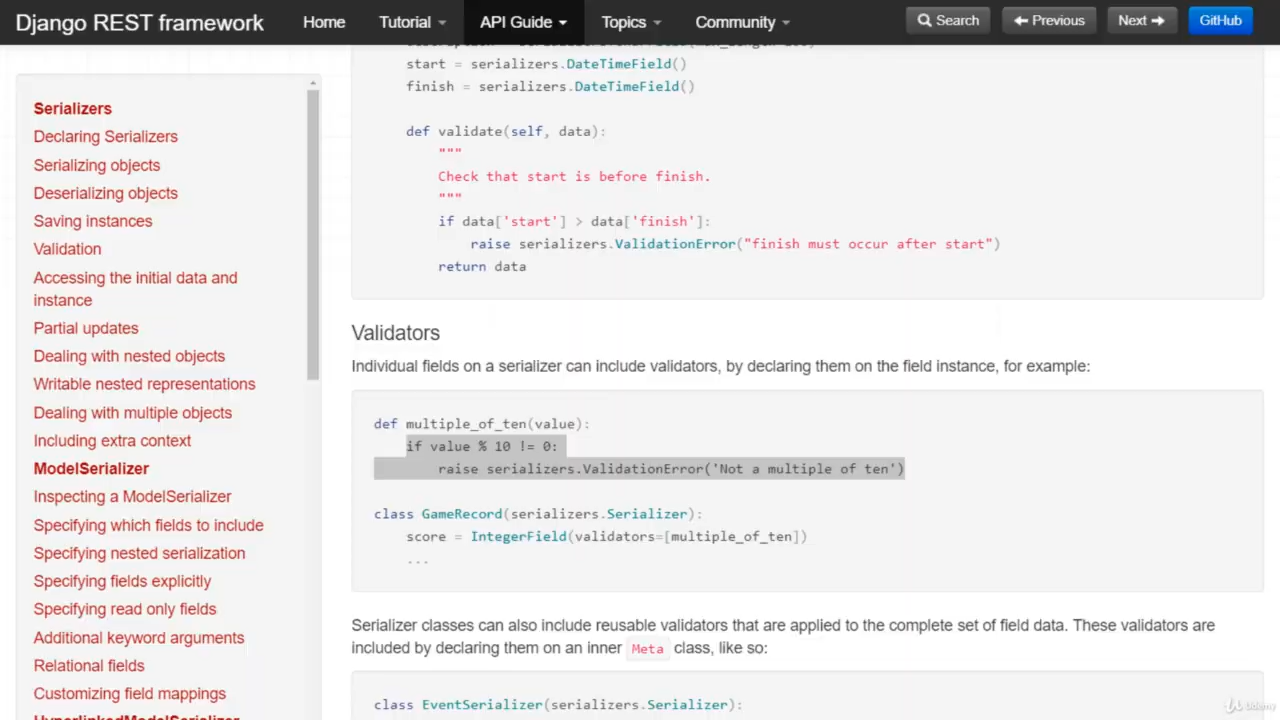 Django REST framework Home Tutorial API Guide Topics Community Search Previous Next GitHub
Serializers
Declaring Serializers
Serializing objects
Deserializing objects
Saving instances
Validation
Accessing the initial data and
instance
Partial updates
Dealing with nested objects
Writable nested representations
Dealing with multiple objects
Including extra context
ModelSerializer
Inspecting a ModelSerializer
Specifying which fields to include
Specifying nested serialization
Specifying fields explicitly
Specifying read only fields
Additional keyword arguments
Relational fields
Customizing field mappings
HyperlinkedModelSerializer
start = serializers.DateTimeField()
finish = serializers.DateTimeField()
def validate(self, data):
"""
Check that start is before finish.
"""
if data['start'] > data['finish']:
raise serializers.ValidationError("finish must occur after start")
return data
Validators
Individual fields on a serializer can include validators, by declaring them on the field instance, for example:
def multiple_of_ten(value):
if value % 10 != 0:
raise serializers.ValidationError('Not a multiple of ten')
class GameRecord(serializers.Serializer):
score = IntegerField(validators=[multiple_of_ten])
...
Serializer classes can also include reusable validators that are applied to the complete set of field data. These validators are
included by declaring them on an inner Meta class, like so:
class EventSerializer(serializers.Serializer):
Udemy